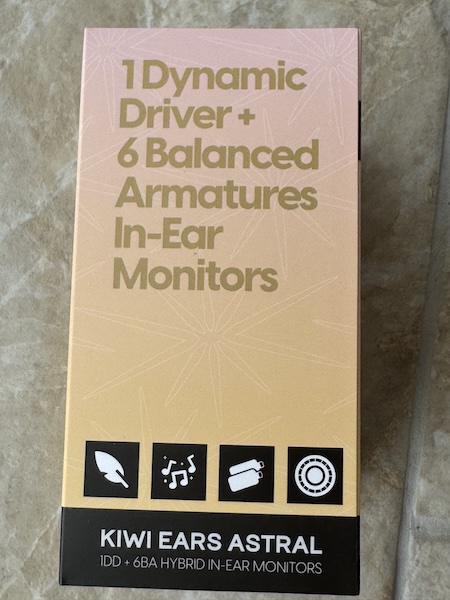 1 Dynamic
Driver +
6 Balanced
Armatures
In-Ear
Monitors
KIWI EARS ASTRAL
1DD + 6BA HYBRID IN-EAR MONITORS